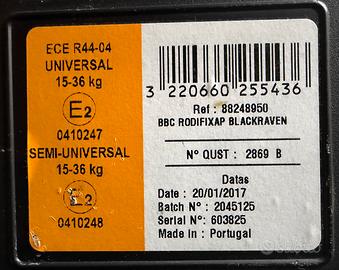 ECE R44-04
UNIVERSAL
15-36 kg
E2
0410247
SEMI-UNIVERSAL
15-36 kg
E2
0410248
3 220660 255436
Ref : 88248950
BBC RODIFIXAP BLACKRAVEN
N° QUST : 2869 B
Datas
Date : 20/01/2017
Batch N° : 2045125
Serial N°: 603825
Made in : Portugal
subito